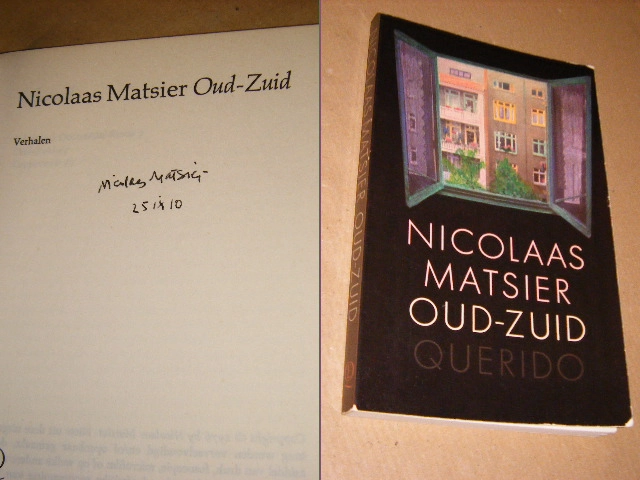 Nicolaas Matsier Oud-Zuid
Verhalen
Nicolaas Matsier
25 ix 10
NICOLAAS
MATSIER
OUD-ZUID
QUERIDO
NICOLAAS MATSIER OUD-ZUID